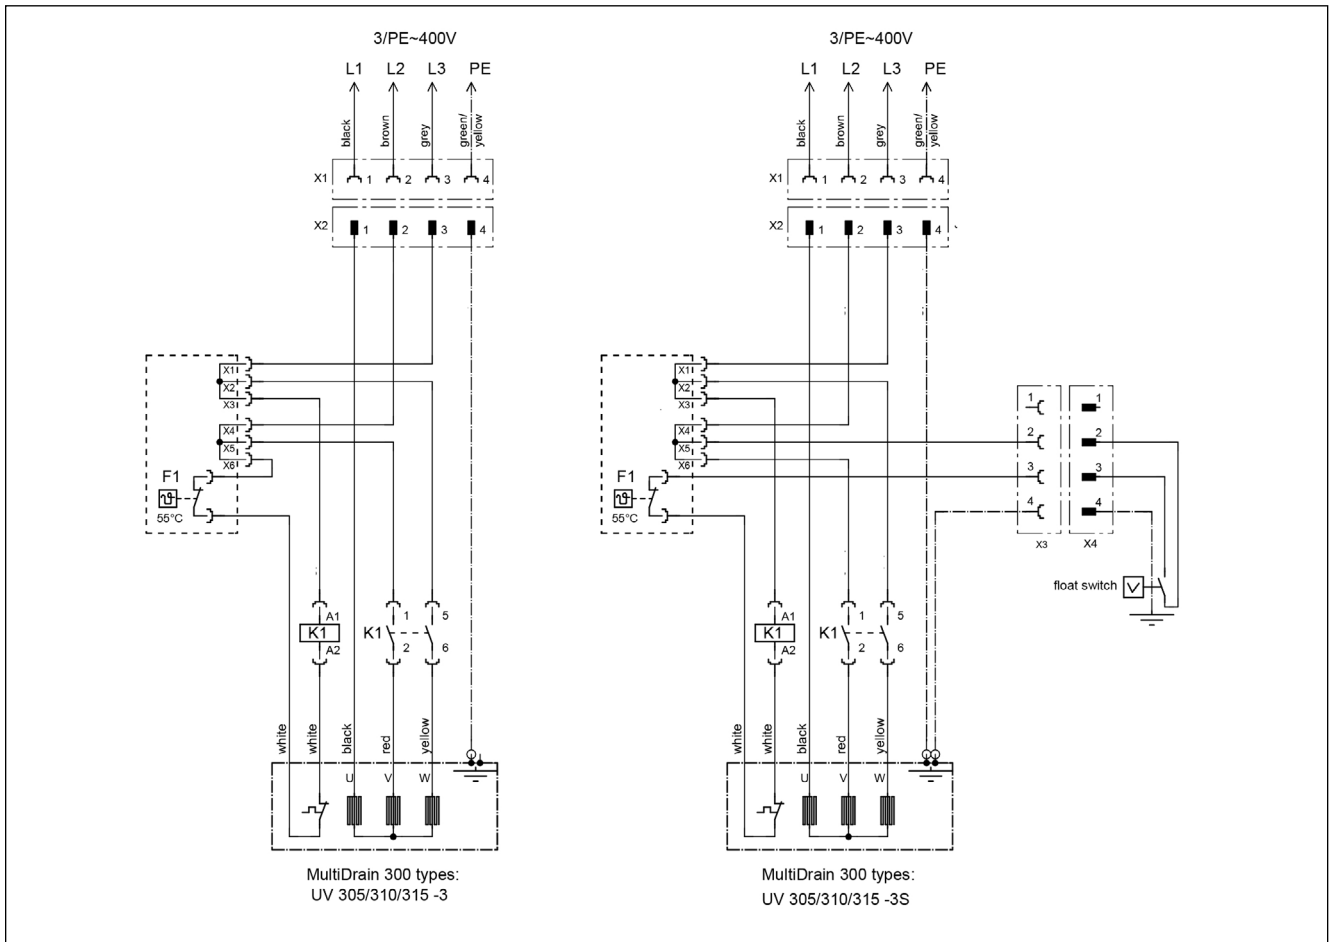 3/PE~400V
L1 L2 L3 PE
black brown grey green/ yellow
X1 1 2 3 4
X2 1 2 3 4
X1
X2
X3
X4
X5
X6
F1
55°C
A1 1 5
K1 K1
A2 2 6
white white black red yellow
U V W
MultiDrain 300 types:
UV 305/310/315 -3
3/PE~400V
L1 L2 L3 PE
black brown grey green/ yellow
X1 1 2 3 4
X2 1 2 3 4
X1
X2
X3
X4
X5
X6
F1
55°C
1 1
2 2
3 3
4 4
X3 X4
float switch
A1 1 5
K1 K1
A2 2 6
white white black red yellow
U V W
MultiDrain 300 types:
UV 305/310/315 -3S